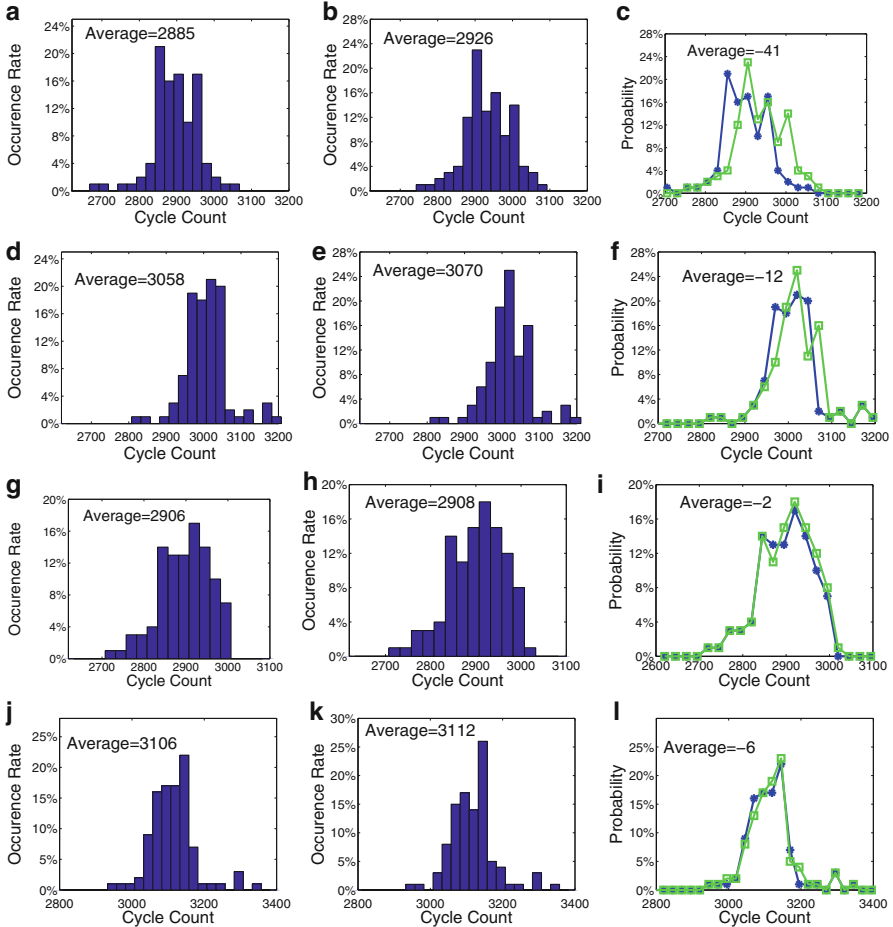 a
24%
20%
16%
12%
8%
4%
0%
Occurence Rate
Average=2885
2700 2800 2900 3000 3100 3200
Cycle Count
b
28%
24%
20%
16%
12%
8%
4%
0%
Occurence Rate
Average=2926
2700 2800 2900 3000 3100 3200
Cycle Count
c
28%
24%
20%
16%
12%
8%
4%
0%
Probability
Average=-41
2700 2800 2900 3000 3100 3200
Cycle Count
d
24%
20%
16%
12%
8%
4%
0%
Occurence Rate
Average=3058
2700 2800 2900 3000 3100 3200
Cycle Count
e
28%
24%
20%
16%
12%
8%
4%
0%
Occurence Rate
Average=3070
2700 2800 2900 3000 3100 3200
Cycle Count
f
28%
24%
20%
16%
12%
8%
4%
0%
Probability
Average=-12
2700 2800 2900 3000 3100 3200
Cycle Count
g
20%
16%
12%
8%
4%
0%
Occurence Rate
Average=2906
2700 2800 2900 3000 3100
Cycle Count
h
20%
16%
12%
8%
4%
0%
Occurence Rate
Average=2908
2700 2800 2900 3000 3100
Cycle Count
i
20%
16%
12%
8%
4%
0%
Probability
Average=-2
2600 2700 2800 2900 3000 3100
Cycle Count
j
25%
20%
15%
10%
5%
0%
Occurence Rate
Average=3106
2800 3000 3200 3400
Cycle Count
k
30%
25%
20%
15%
10%
5%
0%
Occurence Rate
Average=3112
2800 3000 3200 3400
Cycle Count
l
25%
20%
15%
10%
5%
0%
Probability
Average=-6
2800 3000 3200 3400
Cycle Count